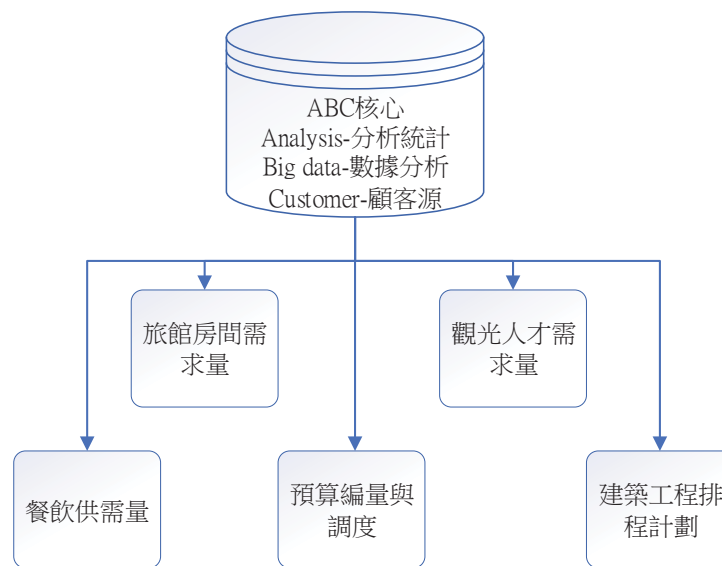 ABC核心
Analysis-分析統計
Big data-數據分析
Customer-顧客源
旅館房間需
求量
觀光人才需
求量
餐飲供需量
預算編量與
調度
建築工程排
程計劃